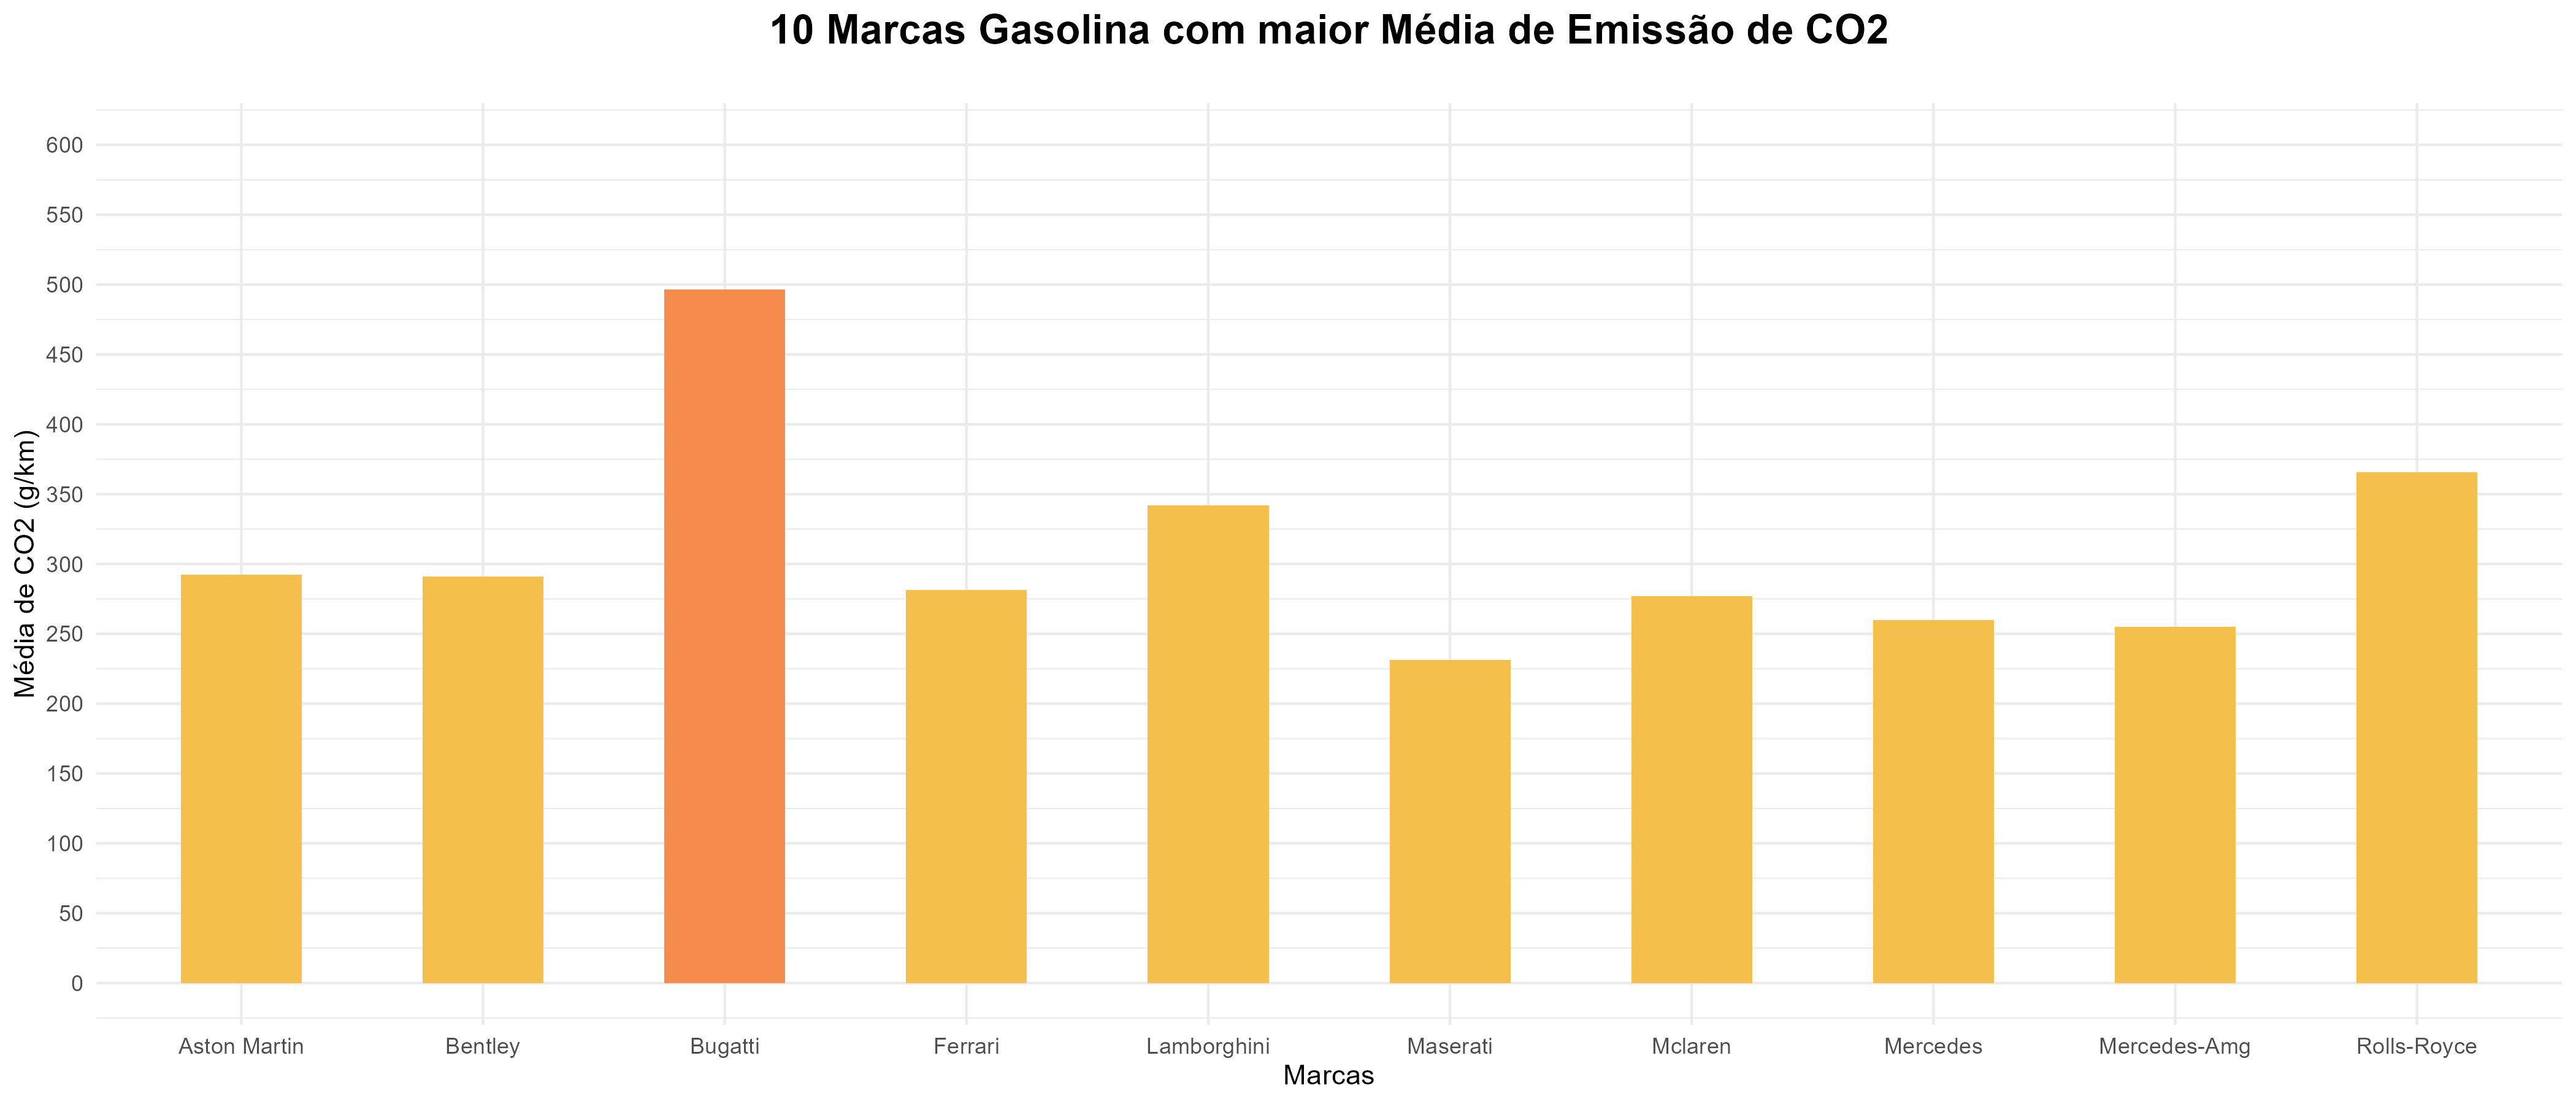 10 Marcas Gasolina com maior Média de Emissão de CO2
Média de CO2 (g/km)
600
550
500
450
400
350
300
250
200
150
100
50
0
Aston Martin
Bentley
Bugatti
Ferrari
Lamborghini
Maserati
Mclaren
Mercedes
Mercedes-Amg
Rolls-Royce
Marcas